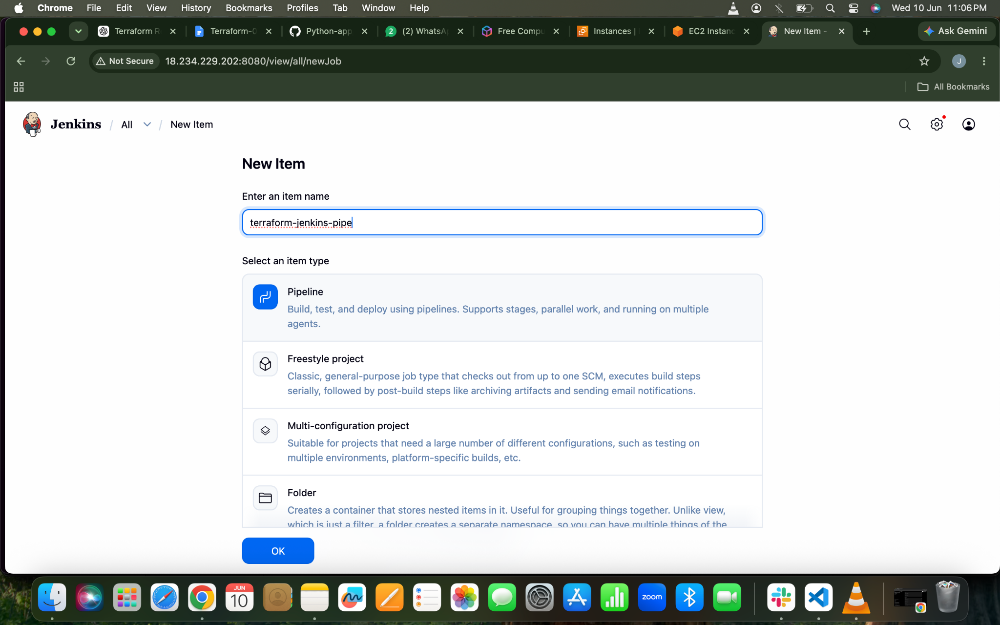 Chrome File Edit View History Bookmarks Profiles Tab Window Help Wed 10 Jun 11:06 PM
Terraform R Terraform-0 Python-app 2 (2) WhatsAp Free Compu Instances | EC2 Instanc New Item - Ask Gemini
Not Secure 18.234.229.202:8080/view/all/newJob J
All Bookmarks
Jenkins / All / New Item
New Item
Enter an item name
terraform-jenkins-pipe
Select an item type
Pipeline
Build, test, and deploy using pipelines. Supports stages, parallel work, and running on multiple
agents.
Freestyle project
Classic, general-purpose job type that checks out from up to one SCM, executes build steps
serially, followed by post-build steps like archiving artifacts and sending email notifications.
Multi-configuration project
Suitable for projects that need a large number of different configurations, such as testing on
multiple environments, platform-specific builds, etc.
Folder
Creates a container that stores nested items in it. Useful for grouping things together. Unlike view,
which is just a filter, a folder creates a separate namespace, so you can have multiple things of the
OK
JUN
10
zoom